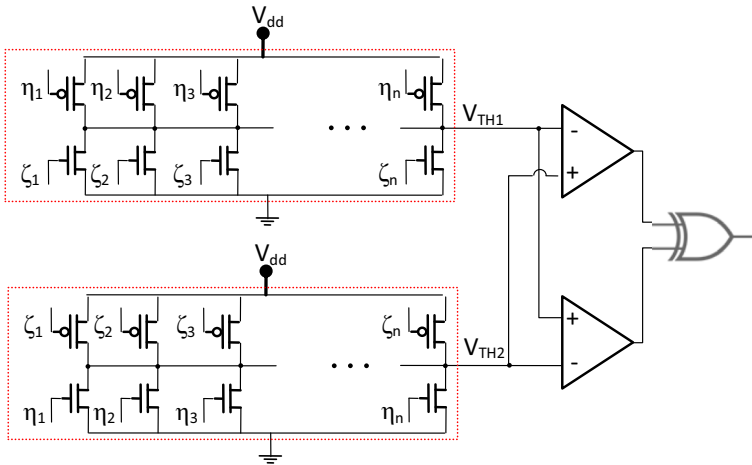 V_dd
η₁ η₂ η₃ • • • ηₙ
V_TH1
ζ₁ ζ₂ ζ₃ ζₙ
- +
V_dd
ζ₁ ζ₂ ζ₃ • • • ζₙ
+ -
V_TH2
η₁ η₂ η₃ ηₙ